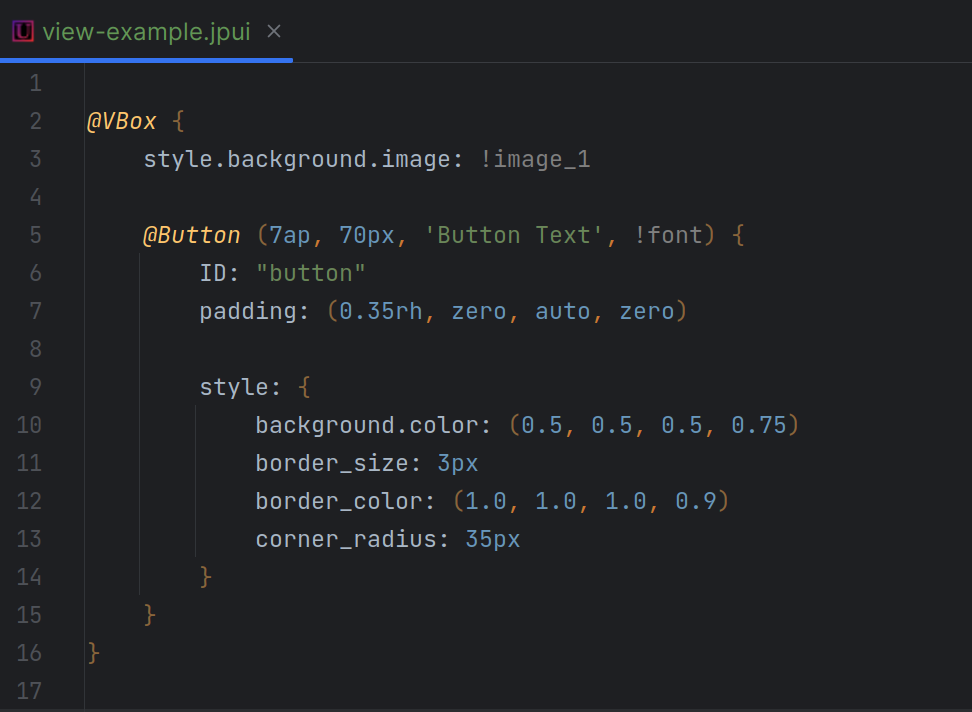 view-example.jpui
1
2 @VBox {
3 style.background.image: !image_1
4
5 @Button (7ap, 70px, 'Button Text', !font) {
6 ID: "button"
7 padding: (0.35rh, zero, auto, zero)
8
9 style: {
10 background.color: (0.5, 0.5, 0.5, 0.75)
11 border_size: 3px
12 border_color: (1.0, 1.0, 1.0, 0.9)
13 corner_radius: 35px
14 }
15 }
16 }
17